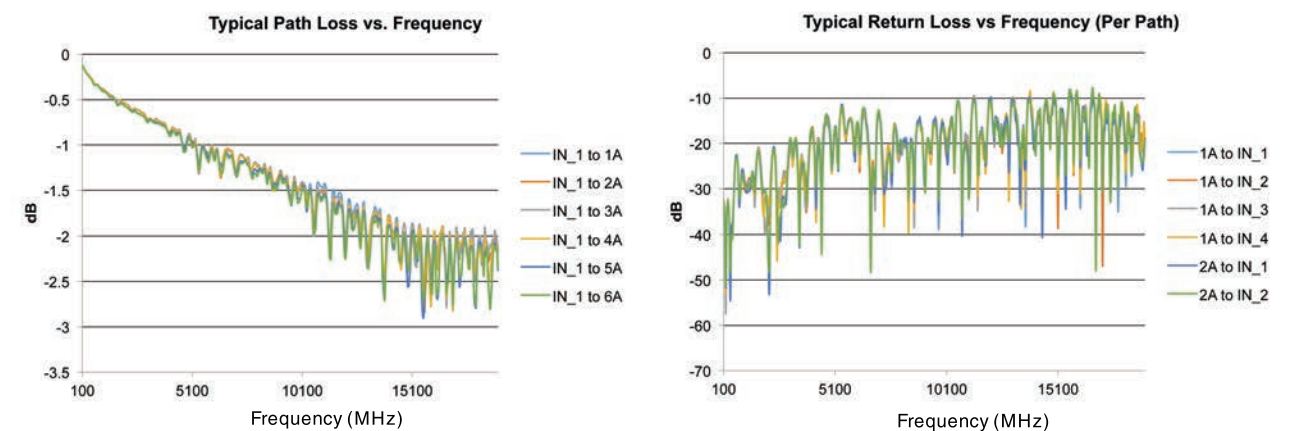 Typical Path Loss vs. Frequency
0
-0.5
-1
-1.5
-2
-2.5
-3
-3.5
dB
100
5100
10100
15100
Frequency (MHz)
IN_1 to 1A
IN_1 to 2A
IN_1 to 3A
IN_1 to 4A
IN_1 to 5A
IN_1 to 6A
Typical Return Loss vs Frequency (Per Path)
0
-10
-20
-30
-40
-50
-60
-70
dB
100
5100
10100
15100
Frequency (MHz)
1A to IN_1
1A to IN_2
1A to IN_3
1A to IN_4
2A to IN_1
2A to IN_2